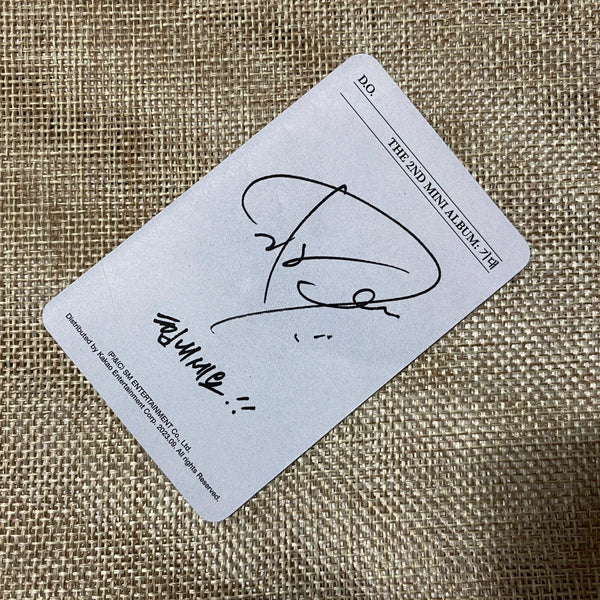 D.O.
THE 2ND MINI ALBUM: 기대
힘내세요!!
(P)&(C) SM ENTERTAINMENT Co., Ltd.
Distributed by Kakao Entertainment Corp. 2023.09. All rights Reserved.